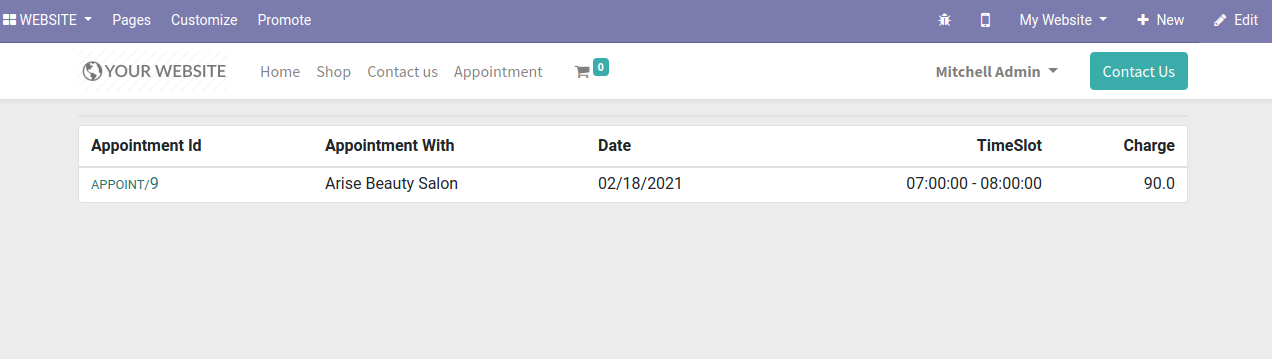 WEBSITE Pages Customize Promote My Website New Edit
YOUR WEBSITE Home Shop Contact us Appointment 0 Mitchell Admin Contact Us
Appointment Id Appointment With Date TimeSlot Charge
APPOINT/9 Arise Beauty Salon 02/18/2021 07:00:00 - 08:00:00 90.0